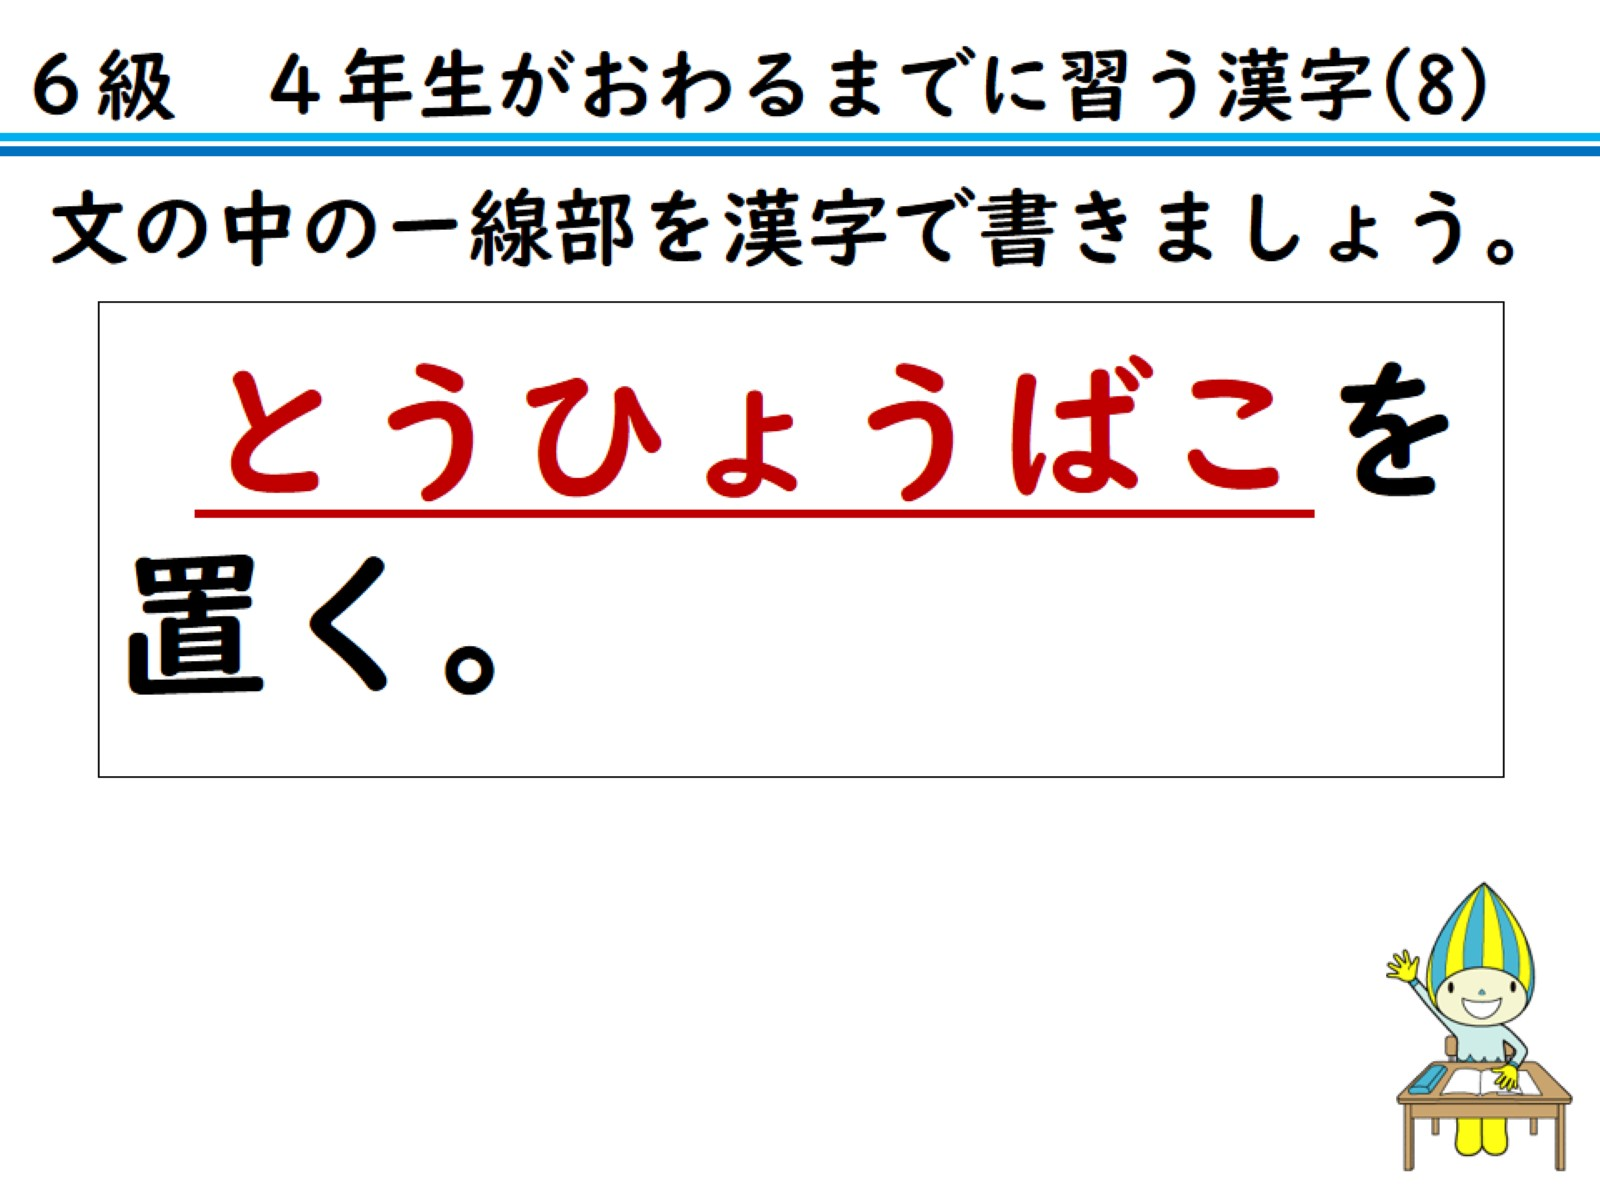 ６級　４年生がおわるまでに習う漢字(8)
文の中の―線部を漢字で書きましょう。
とうひょうばこを
置く。